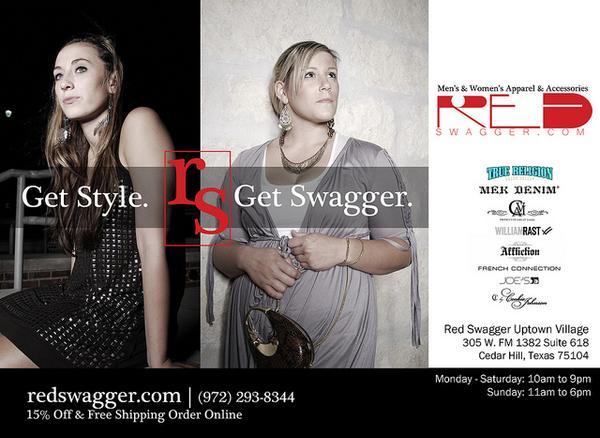 Get Style.
rs
Get Swagger.
Men's & Women's Apparel & Accessories
RED
SWAGGER.COM
TRUE RELIGION
MEK DENIM
WILLIAM RAST
Affliction
FRENCH CONNECTION
JOE'S
Cookie Johnson
Red Swagger Uptown Village
305 W. FM 1382 Suite 618
Cedar Hill, Texas 75104
Monday - Saturday: 10am to 9pm
Sunday: 11am to 6pm
redswagger.com | (972) 293-8344
15% Off & Free Shipping Order Online